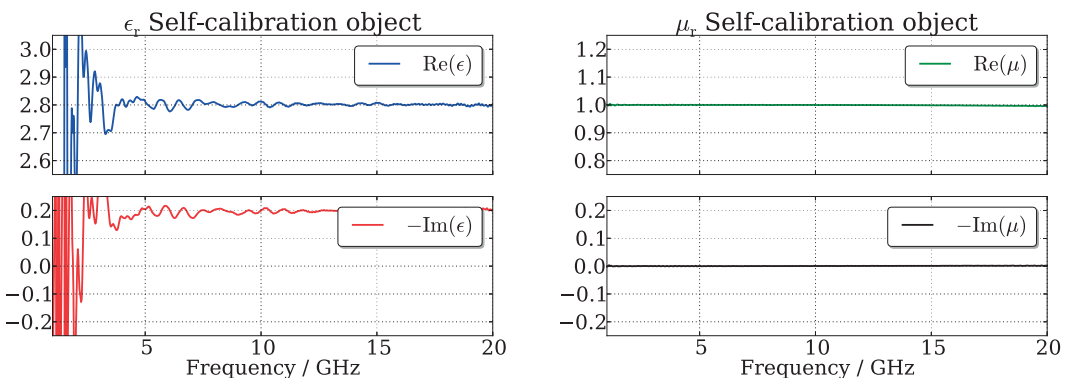 ϵr Self-calibration object
3.0
2.9
2.8
2.7
2.6
Re(ϵ)
0.2
0.1
0.0
−0.1
−0.2
−Im(ϵ)
5 10 15 20
Frequency / GHz
μr Self-calibration object
1.2
1.1
1.0
0.9
0.8
Re(μ)
0.2
0.1
0.0
−0.1
−0.2
−Im(μ)
5 10 15 20
Frequency / GHz